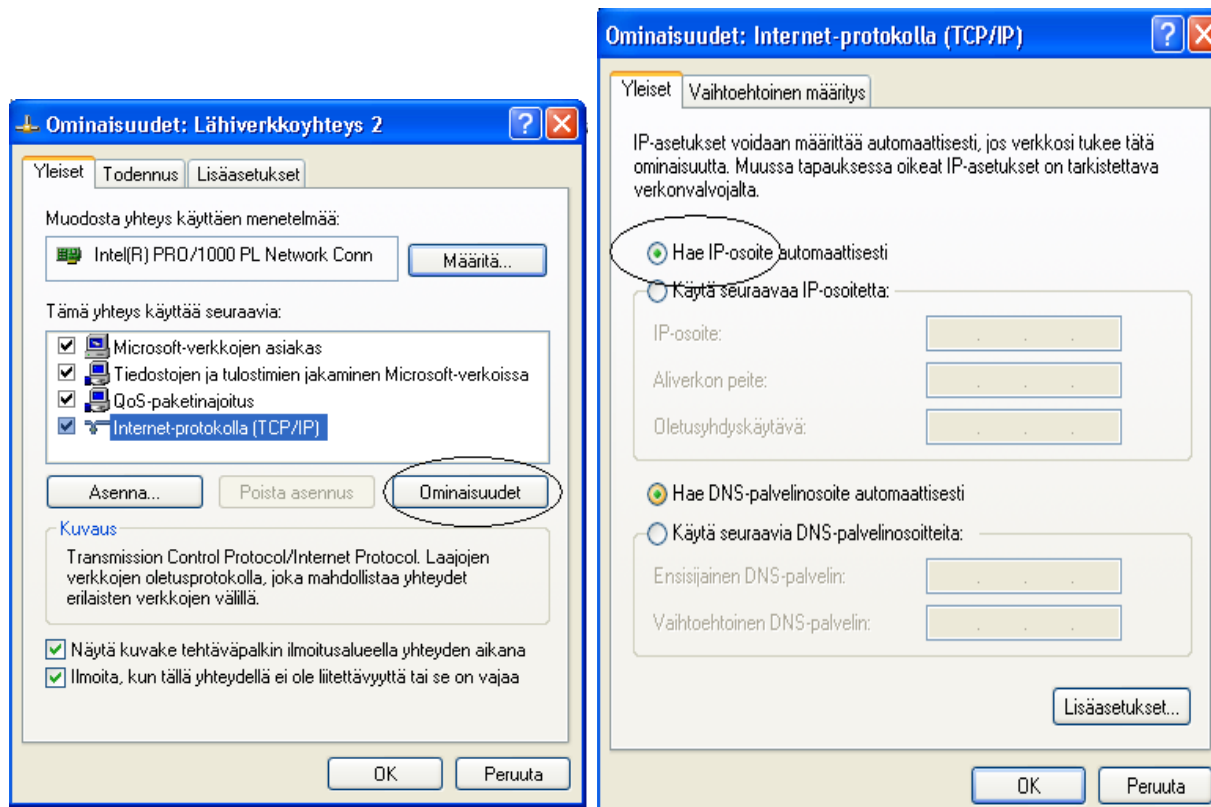 Ominaisuudet: Lähiverkkoyhteys 2
Yleiset Todennus Lisäasetukset
Muodosta yhteys käyttäen menetelmää:
Intel(R) PRO/1000 PL Network Conn Määritä...
Tämä yhteys käyttää seuraavia:
Microsoft-verkkojen asiakas
Tiedostojen ja tulostimien jakaminen Microsoft-verkoissa
QoS-paketinajoitus
Internet-protokolla (TCP/IP)
Asenna... Poista asennus Ominaisuudet
Kuvaus
Transmission Control Protocol/Internet Protocol. Laajojen
verkkojen oletusprotokolla, joka mahdollistaa yhteydet
erilaisten verkkojen välillä.
Näytä kuvake tehtäväpalkin ilmoitusalueella yhteyden aikana
Ilmoita, kun tällä yhteydellä ei ole liitettävyyttä tai se on vajaa
OK Peruuta
Ominaisuudet: Internet-protokolla (TCP/IP)
Yleiset Vaihtoehtoinen määritys
IP-asetukset voidaan määrittää automaattisesti, jos verkkosi tukee tätä
ominaisuutta. Muussa tapauksessa oikeat IP-asetukset on tarkistettava
verkonvalvojalta.
Hae IP-osoite automaattisesti
Käytä seuraavaa IP-osoitetta:
IP-osoite:
Aliverkon peite:
Oletusyhdyskäytävä:
Hae DNS-palvelinosoite automaattisesti
Käytä seuraavia DNS-palvelinosoitteita:
Ensisijainen DNS-palvelin:
Vaihtoehtoinen DNS-palvelin:
Lisäasetukset...
OK Peruuta